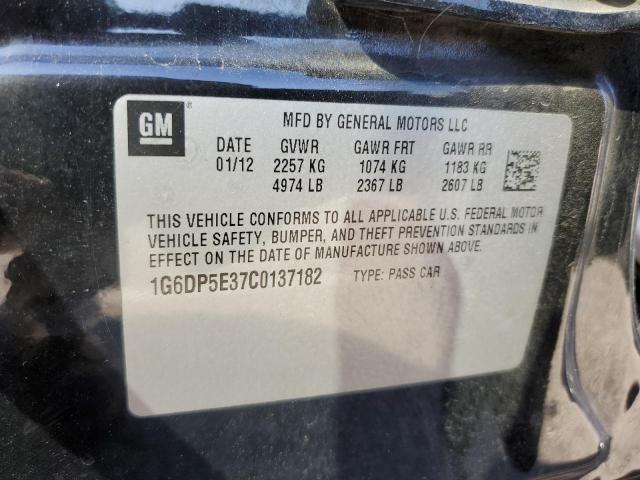 GM
®
MFD BY GENERAL MOTORS LLC
DATE GVWR GAWR FRT GAWR RR
01/12 2257 KG 1074 KG 1183 KG
4974 LB 2367 LB 2607 LB
THIS VEHICLE CONFORMS TO ALL APPLICABLE U.S. FEDERAL MOTOR
VEHICLE SAFETY, BUMPER, AND THEFT PREVENTION STANDARDS IN
EFFECT ON THE DATE OF MANUFACTURE SHOWN ABOVE.
1G6DP5E37C0137182 TYPE: PASS CAR